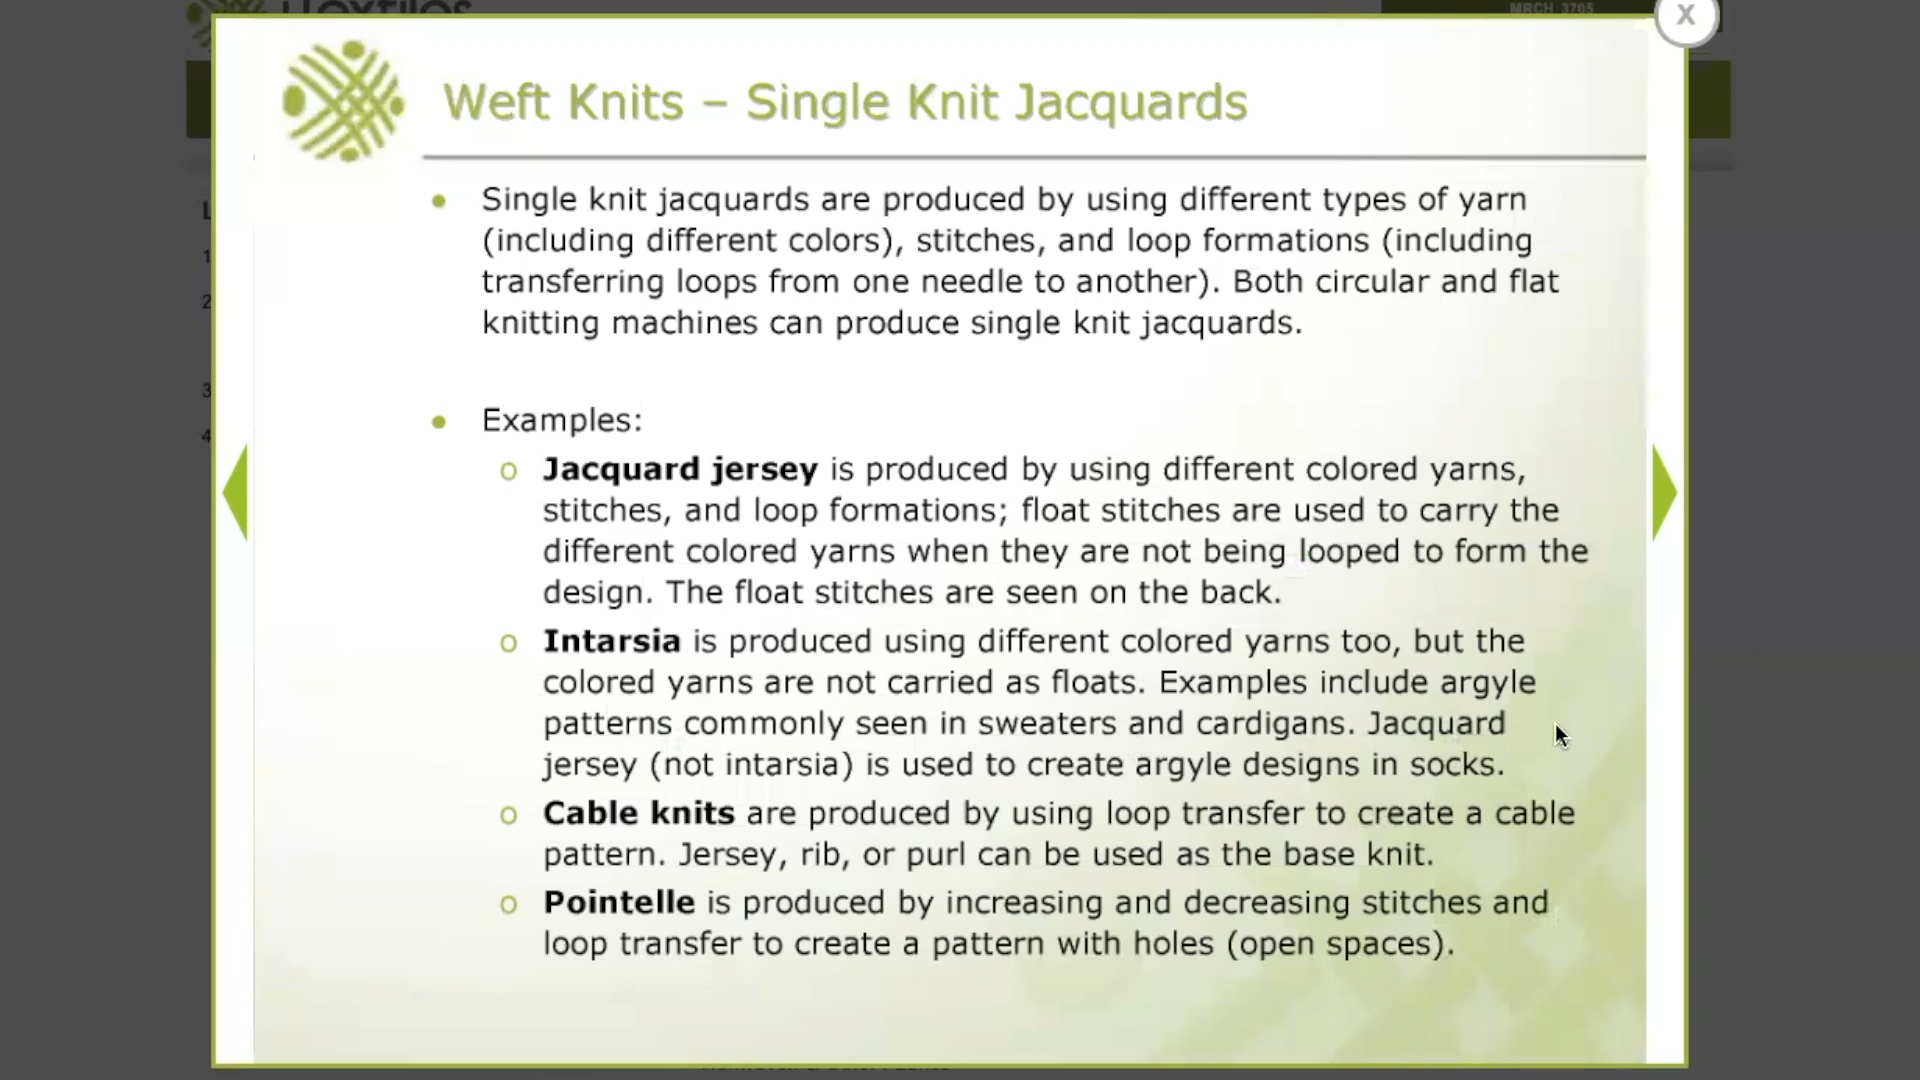 MRCH 3705
X
Weft Knits – Single Knit Jacquards
Single knit jacquards are produced by using different types of yarn
(including different colors), stitches, and loop formations (including
transferring loops from one needle to another). Both circular and flat
knitting machines can produce single knit jacquards.
Examples:
Jacquard jersey is produced by using different colored yarns,
stitches, and loop formations; float stitches are used to carry the
different colored yarns when they are not being looped to form the
design. The float stitches are seen on the back.
Intarsia is produced using different colored yarns too, but the
colored yarns are not carried as floats. Examples include argyle
patterns commonly seen in sweaters and cardigans. Jacquard
jersey (not intarsia) is used to create argyle designs in socks.
Cable knits are produced by using loop transfer to create a cable
pattern. Jersey, rib, or purl can be used as the base knit.
Pointelle is produced by increasing and decreasing stitches and
loop transfer to create a pattern with holes (open spaces).
L
1
2
3
4